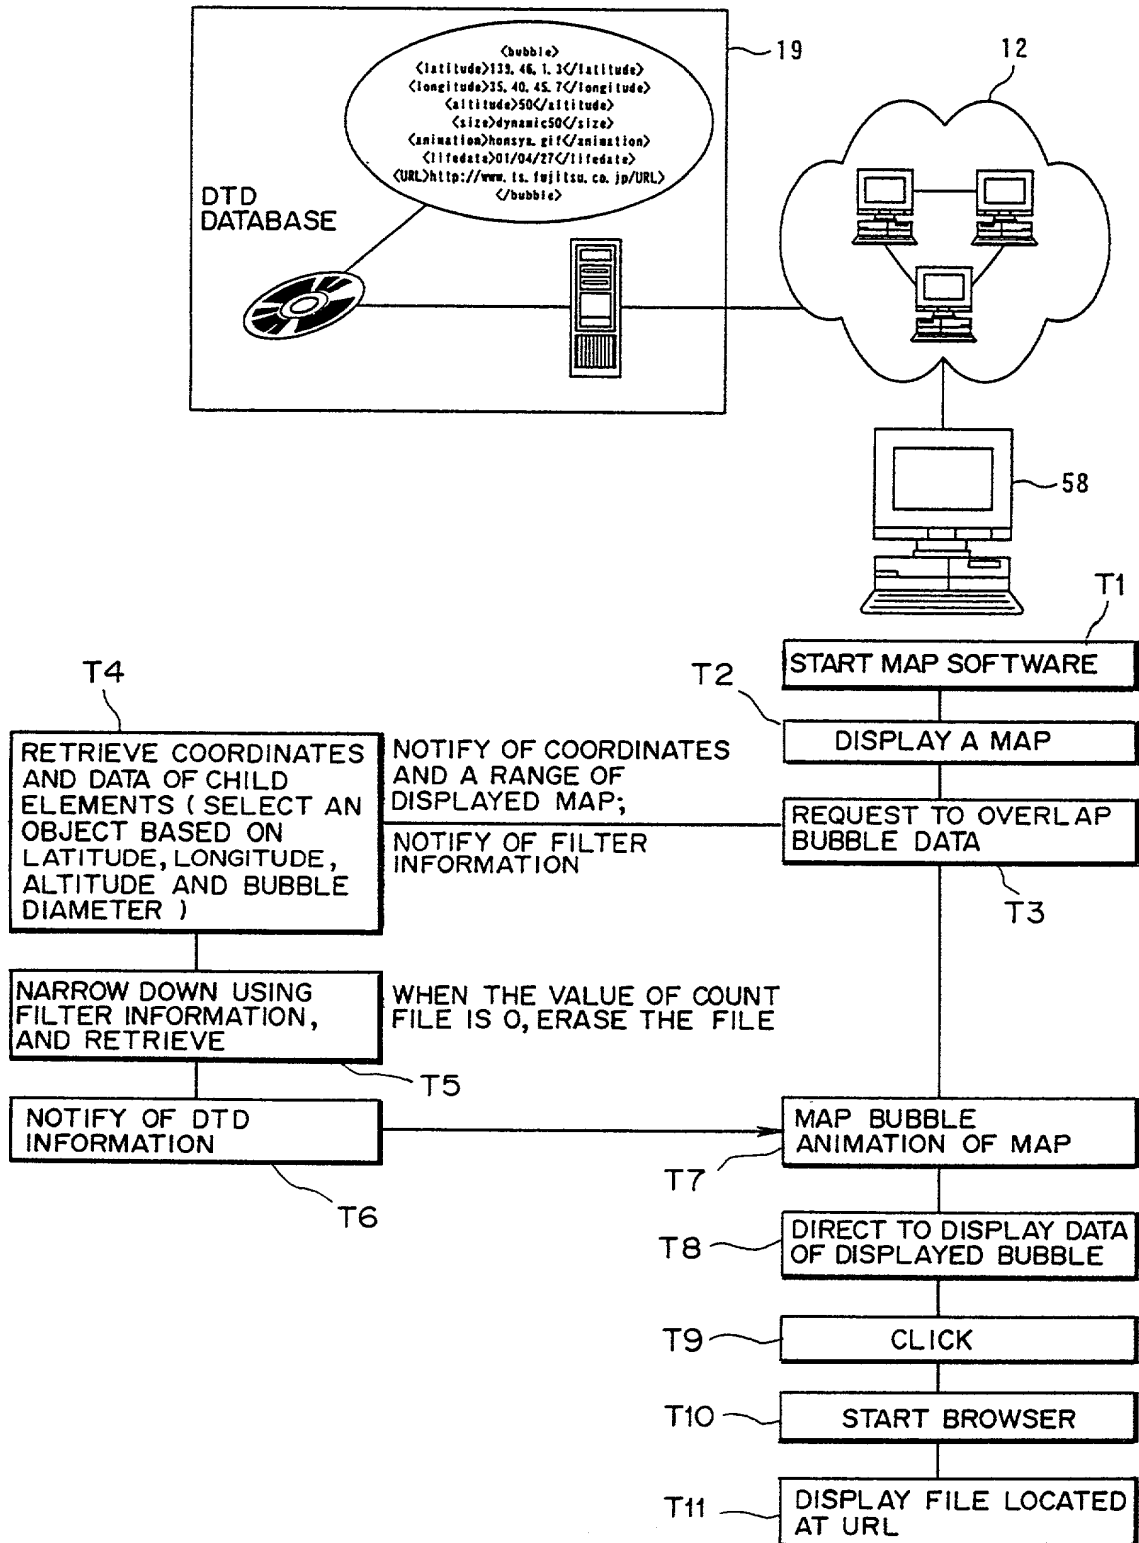 <bubble>
<latitude>139. 46. 1. 3</latitude>
<longitude>35. 40. 45. 7</longitude>
<altitude>50</altitude>
<size>dynamic50</size>
<animation>honsya. gif</animation>
<lifedata>01/04/27</lifedate>
<URL>http://www. ts. fujitsu. co. jp/URL>
</bubble>
DTD
DATABASE
19
12
58
T1
START MAP SOFTWARE
T2
DISPLAY A MAP
T4
RETRIEVE COORDINATES
AND DATA OF CHILD
ELEMENTS ( SELECT AN
OBJECT BASED ON
LATITUDE, LONGITUDE,
ALTITUDE AND BUBBLE
DIAMETER )
NOTIFY OF COORDINATES
AND A RANGE OF
DISPLAYED MAP;
NOTIFY OF FILTER
INFORMATION
REQUEST TO OVERLAP
BUBBLE DATA
T3
NARROW DOWN USING
FILTER INFORMATION,
AND RETRIEVE
WHEN THE VALUE OF COUNT
FILE IS 0, ERASE THE FILE
T5
NOTIFY OF DTD
INFORMATION
T6
MAP BUBBLE
ANIMATION OF MAP
T7
T8
DIRECT TO DISPLAY DATA
OF DISPLAYED BUBBLE
T9
CLICK
T10
START BROWSER
T11
DISPLAY FILE LOCATED
AT URL